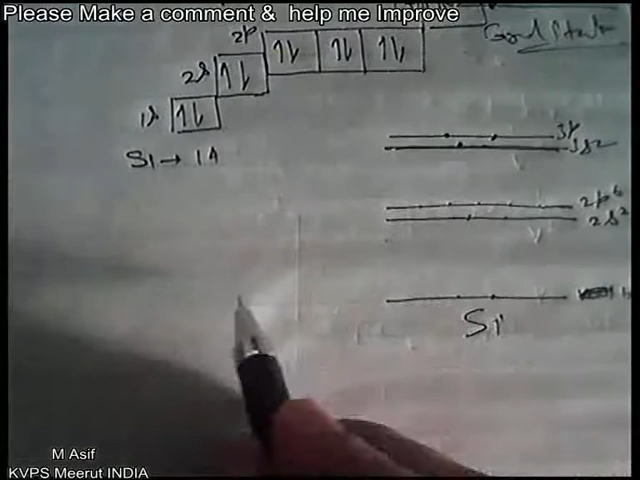 Please Make a comment & help me Improve
2p
2s
1s
Si → 14
Ground State
3p
3s²
2p⁶
2s²
Si
M Asif
KVPS Meerut INDIA